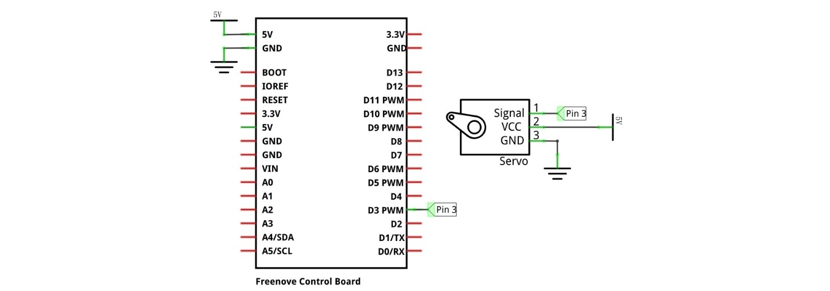 5V
5V
GND
BOOT
IOREF
RESET
3.3V
5V
GND
GND
VIN
A0
A1
A2
A3
A4/SDA
A5/SCL
3.3V
GND
D13
D12
D11 PWM
D10 PWM
D9 PWM
D8
D7
D6 PWM
D5 PWM
D4
D3 PWM
Pin 3
D2
D1/TX
D0/RX
Freenove Control Board
Signal 1 Pin 3
VCC 2
5V
GND 3
Servo